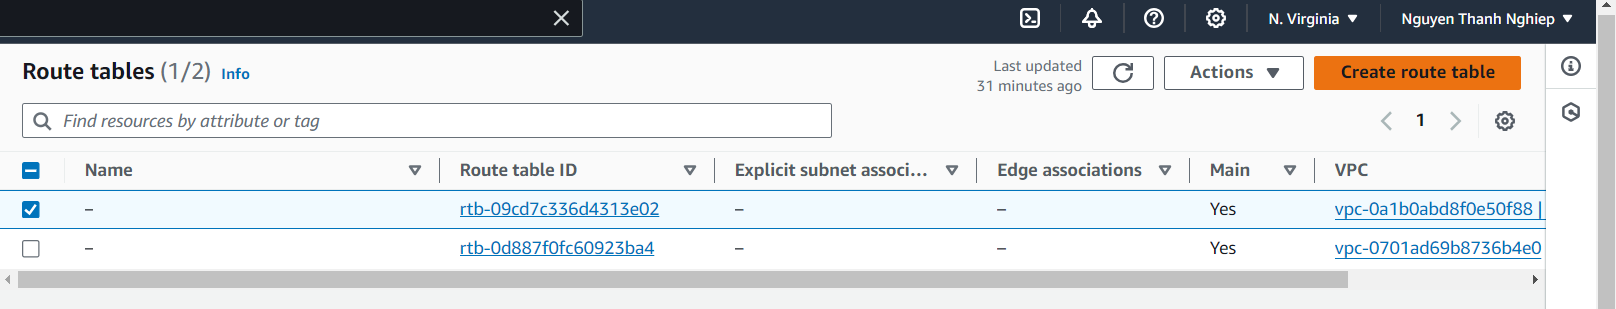 N. Virginia ▼ Nguyen Thanh Nghiep ▼
Route tables (1/2) Info
Last updated
31 minutes ago
Actions ▼
Create route table
Find resources by attribute or tag
1
Name Route table ID Explicit subnet associ... Edge associations Main VPC
– rtb-09cd7c336d4313e02 – – Yes vpc-0a1b0abd8f0e50f88 |
– rtb-0d887f0fc60923ba4 – – Yes vpc-0701ad69b8736b4e0